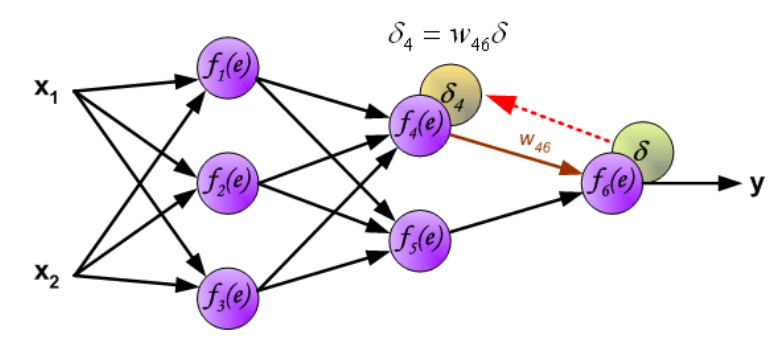 δ₄ = w₄₆δ
x₁
f₁(e)
δ₄
f₄(e)
w₄₆
δ
f₂(e)
f₆(e)
y
x₂
f₅(e)
f₃(e)